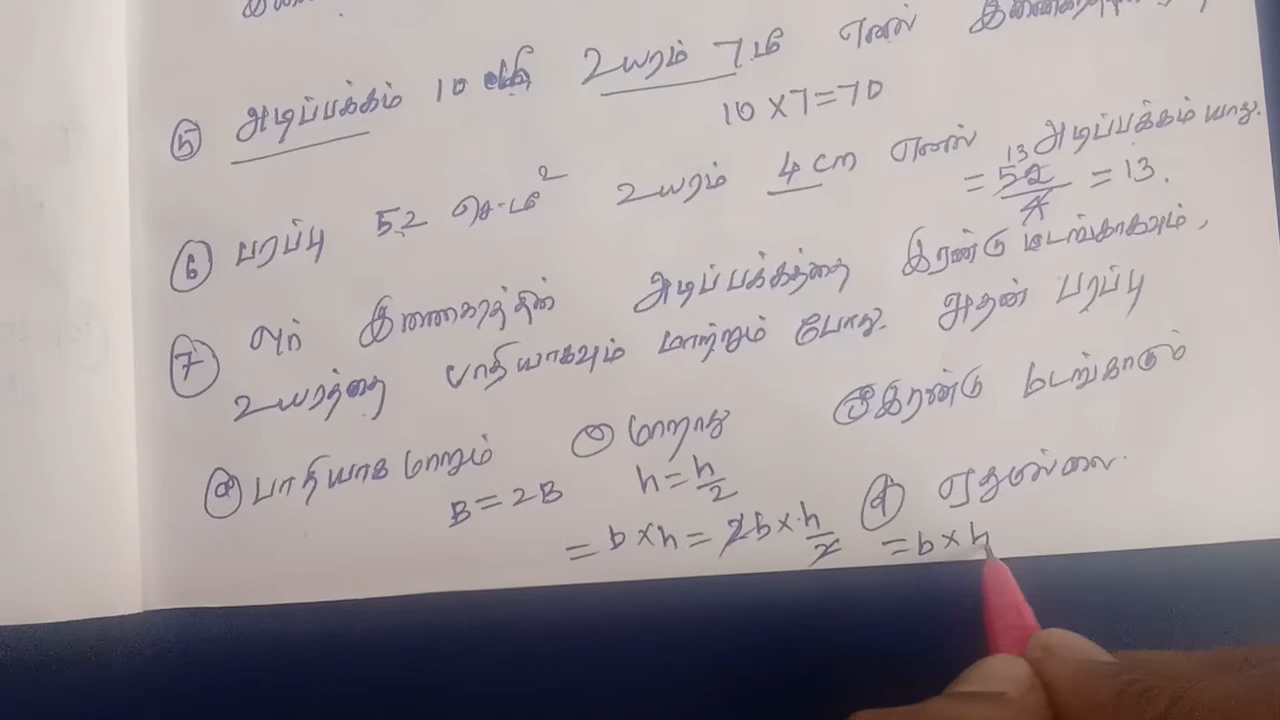 ⑤ அடிப்பக்கம் 10 உயரம் 7 மீ எனில்
10 × 7 = 70
⑥ பரப்பு 52 செ.மீ² உயரம் 4 cm எனில் அடிப்பக்கம் யாது.
= 52/4 13 = 13.
⑦ ஓர் இணைகரத்தின் அடிப்பக்கத்தை இரண்டு மடங்காகவும்,
உயரத்தை பாதியாகவும் மாற்றும் போது. அதன் பரப்பு
அ பாதியாக மாறும் ஆ மாறாது இ இரண்டு மடங்காகும்
B = 2B h = h/2 ஈ ஏதுமில்லை.
= b × h = 2b × h/2 = b × h